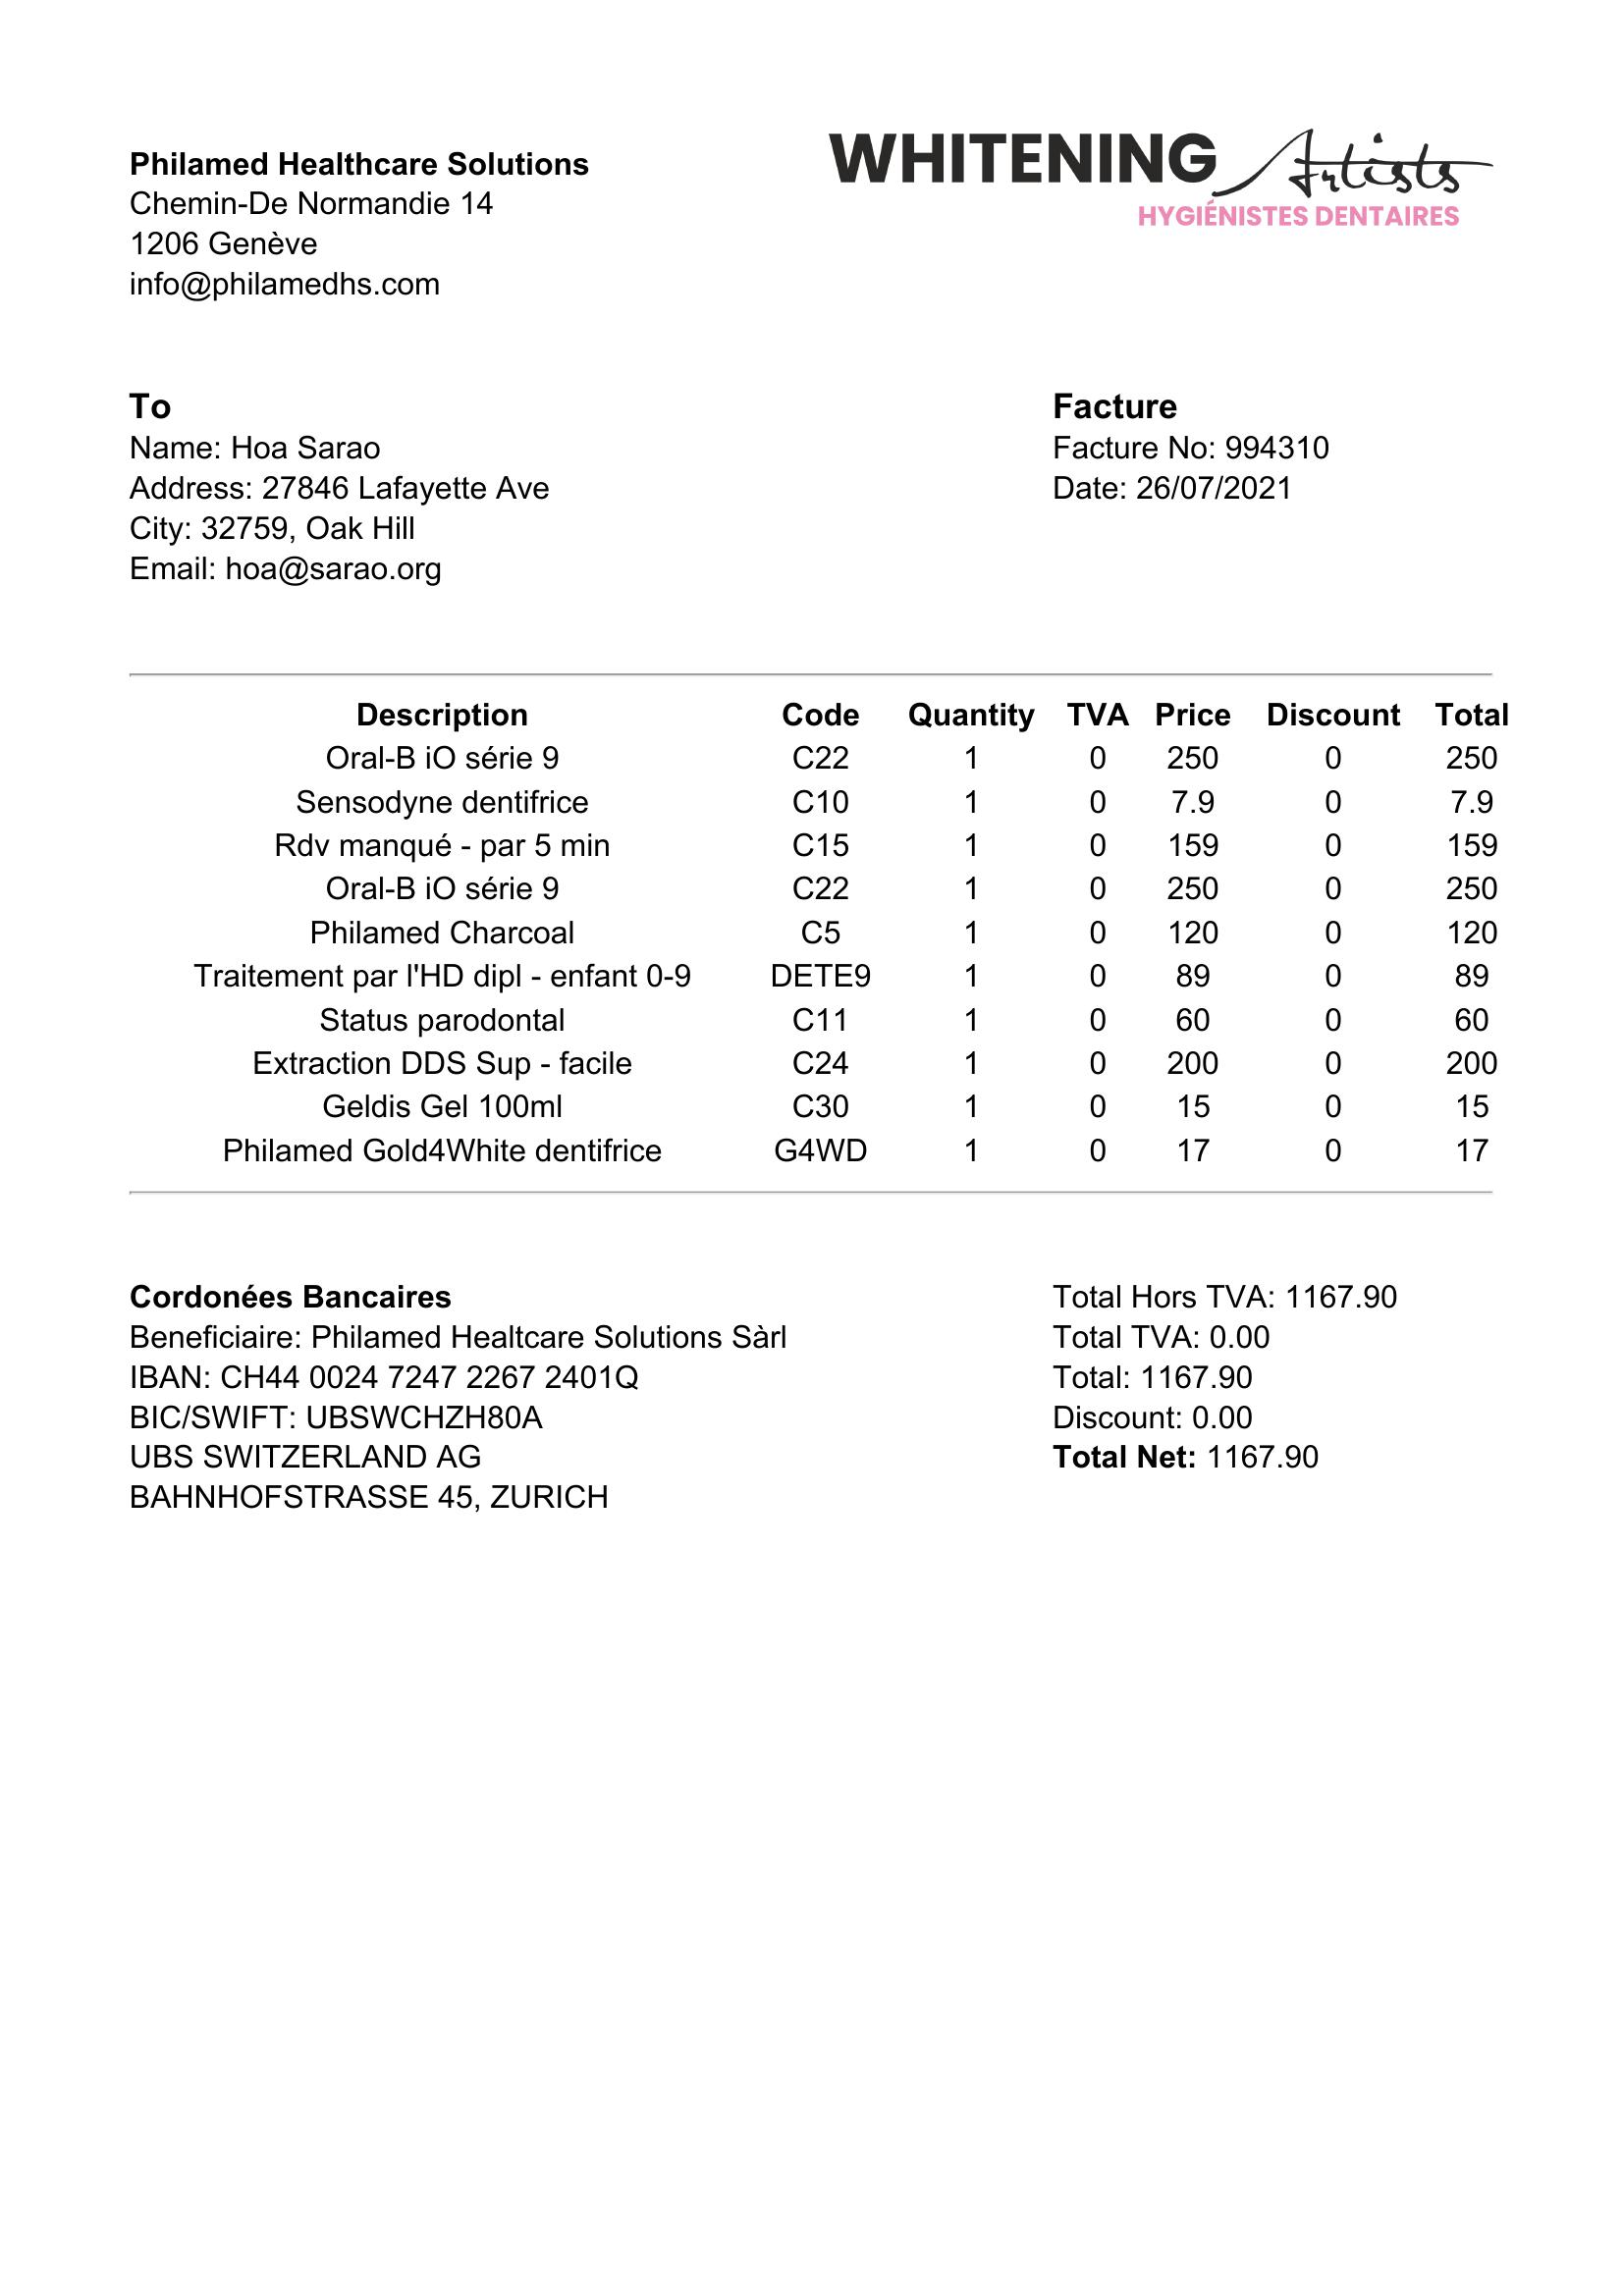 Philamed Healthcare Solutions
Chemin-De Normandie 14
1206 Genève
info@philamedhs.com
WHITENING Artists
HYGIÉNISTES DENTAIRES
To
Name: Hoa Sarao
Address: 27846 Lafayette Ave
City: 32759, Oak Hill
Email: hoa@sarao.org
Facture
Facture No: 994310
Date: 26/07/2021
Description Code Quantity TVA Price Discount Total
Oral-B iO série 9 C22 1 0 250 0 250
Sensodyne dentifrice C10 1 0 7.9 0 7.9
Rdv manqué - par 5 min C15 1 0 159 0 159
Oral-B iO série 9 C22 1 0 250 0 250
Philamed Charcoal C5 1 0 120 0 120
Traitement par l'HD dipl - enfant 0-9 DETE9 1 0 89 0 89
Status parodontal C11 1 0 60 0 60
Extraction DDS Sup - facile C24 1 0 200 0 200
Geldis Gel 100ml C30 1 0 15 0 15
Philamed Gold4White dentifrice G4WD 1 0 17 0 17
Cordonées Bancaires
Beneficiaire: Philamed Healtcare Solutions Sàrl
IBAN: CH44 0024 7247 2267 2401Q
BIC/SWIFT: UBSWCHZH80A
UBS SWITZERLAND AG
BAHNHOFSTRASSE 45, ZURICH
Total Hors TVA: 1167.90
Total TVA: 0.00
Total: 1167.90
Discount: 0.00
Total Net: 1167.90